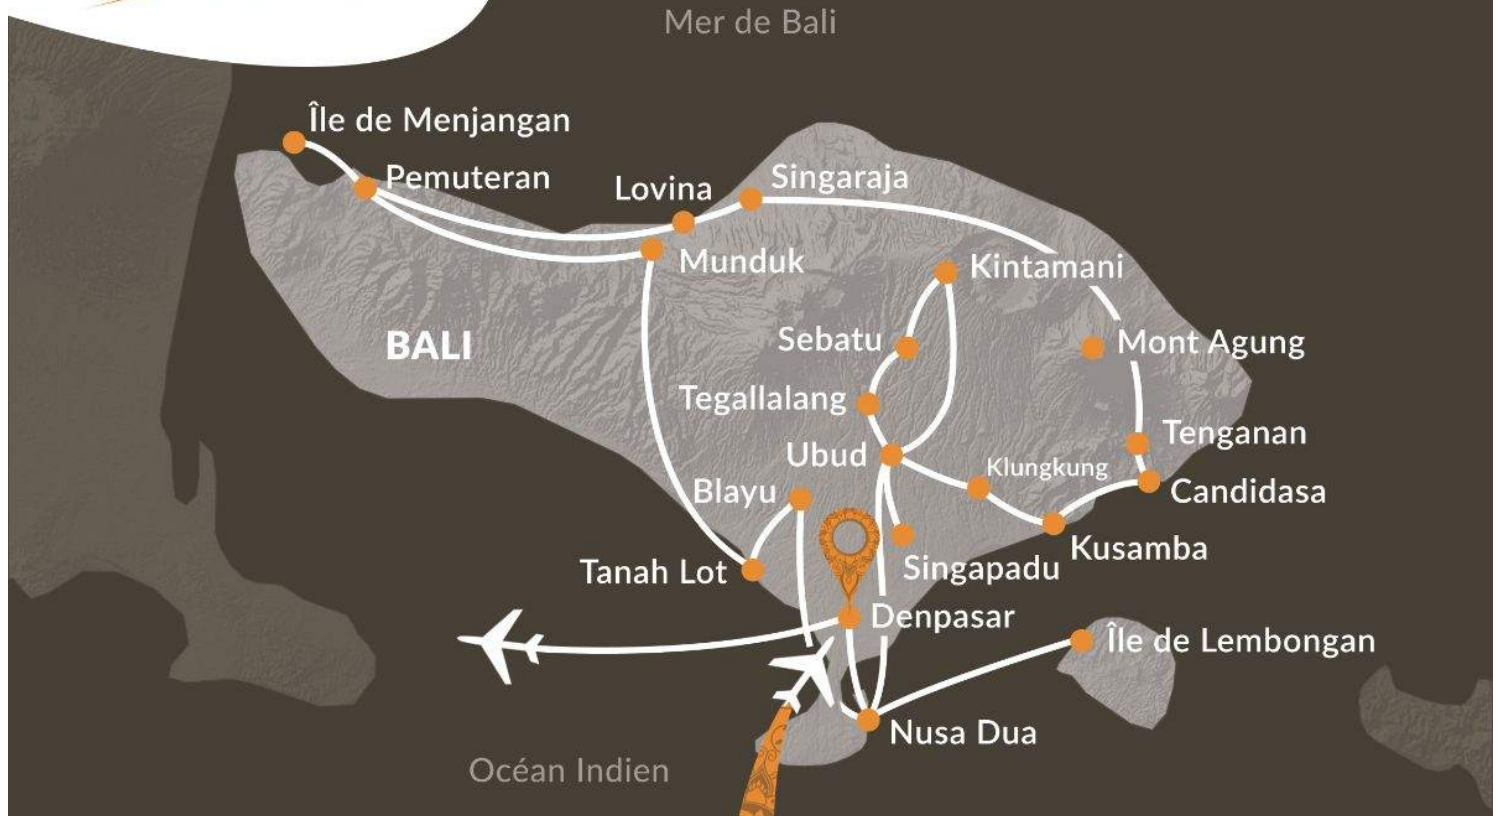 Mer de Bali
Île de Menjangan
Pemuteran
Lovina
Singaraja
Munduk
Kintamani
BALI
Sebatu
Mont Agung
Tegallalang
Tenganan
Ubud
Klungkung
Blayu
Candidasa
Kusamba
Tanah Lot
Singapadu
Denpasar
Île de Lembongan
Nusa Dua
Océan Indien